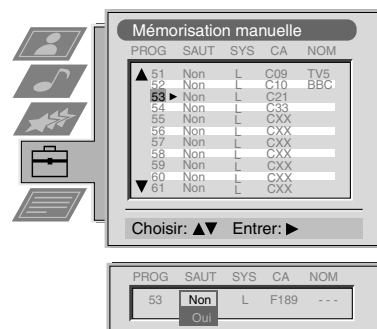 Mémorisation manuelle
PROG SAUT SYS CA NOM
51 Non L C09 TV5
52 Non L C10 BBC
53 Non L C21
54 Non L C33
55 Non L CXX
56 Non L CXX
57 Non L CXX
58 Non L CXX
59 Non L CXX
60 Non L CXX
61 Non L CXX
Choisir: ▲▼ Entrer: ▶
PROG SAUT SYS CA NOM
53 Non L F189 - - -
Oui